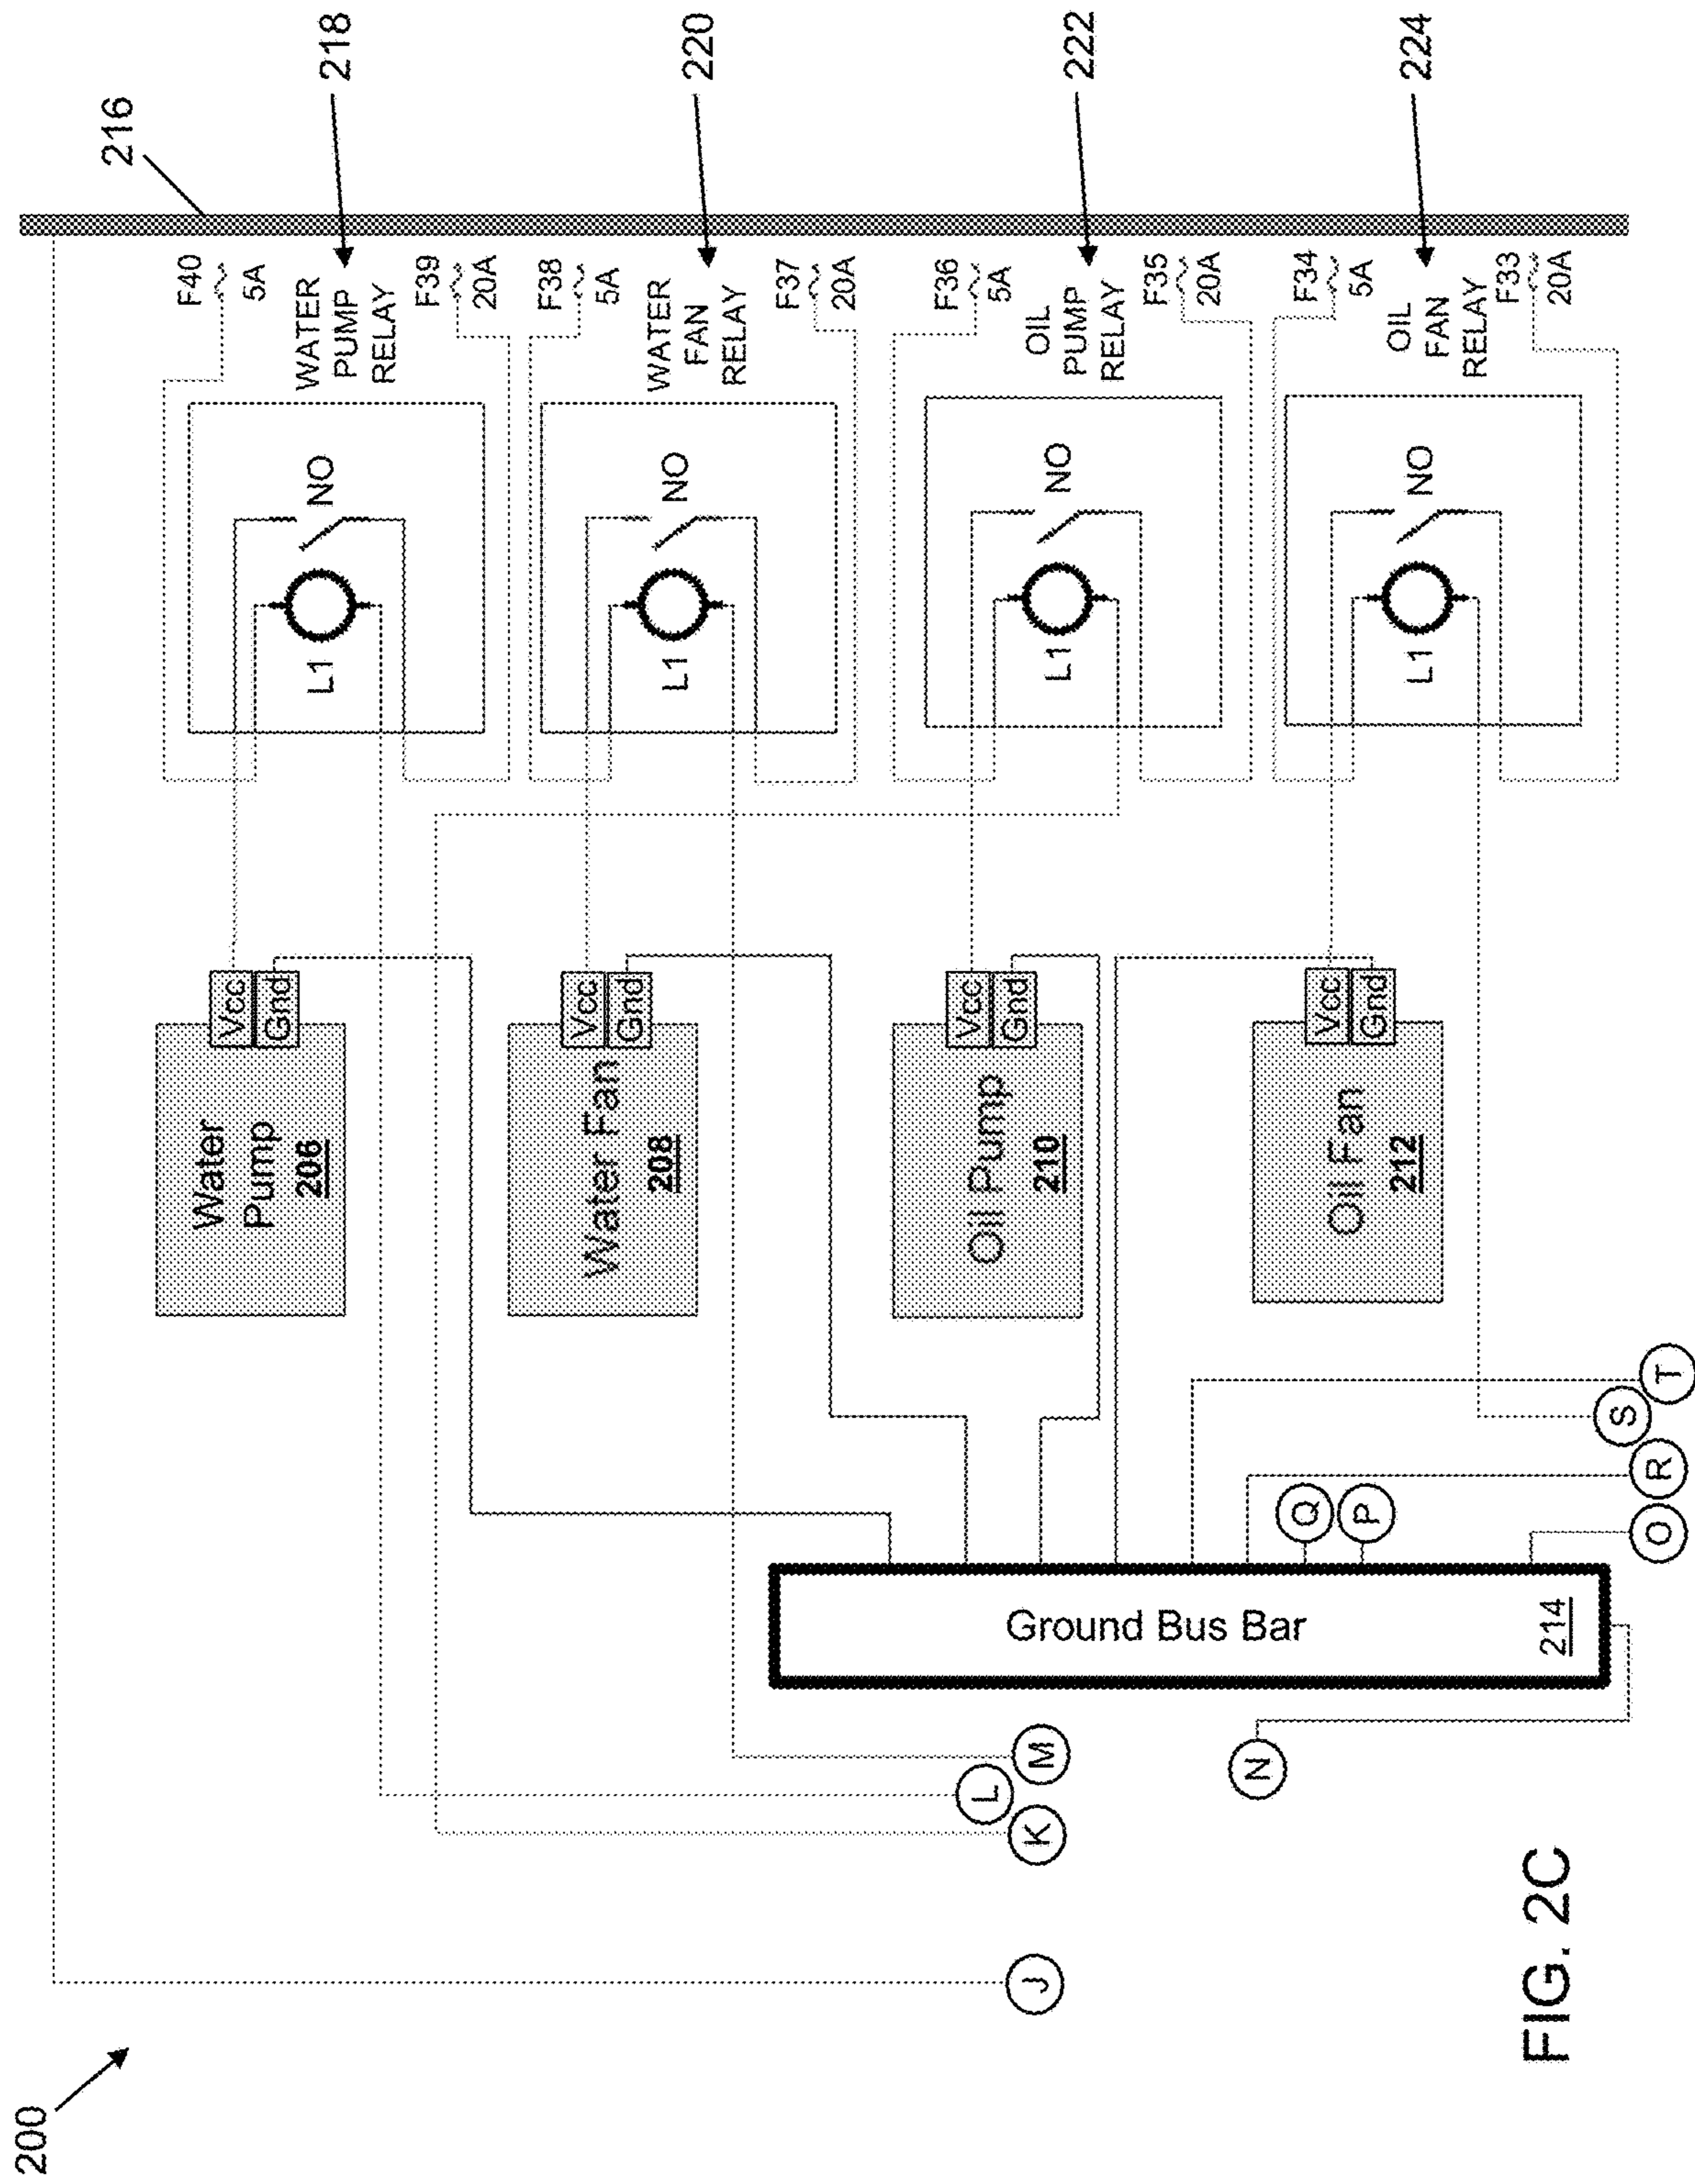 200
216
F40
5A
WATER
PUMP
RELAY
218
F39
20A
F38
5A
WATER
FAN
RELAY
220
F37
20A
F36
5A
OIL
PUMP
RELAY
222
F35
20A
F34
5A
OIL
FAN
RELAY
224
F33
20A
L1
NO
L1
NO
L1
NO
L1
NO
Water
Pump
206
Vcc
Gnd
Water Fan
208
Vcc
Gnd
Oil Pump
210
Vcc
Gnd
Oil Fan
212
Vcc
Gnd
Ground Bus Bar
214
J
K
L
M
N
O
P
Q
R
S
T
FIG. 2C